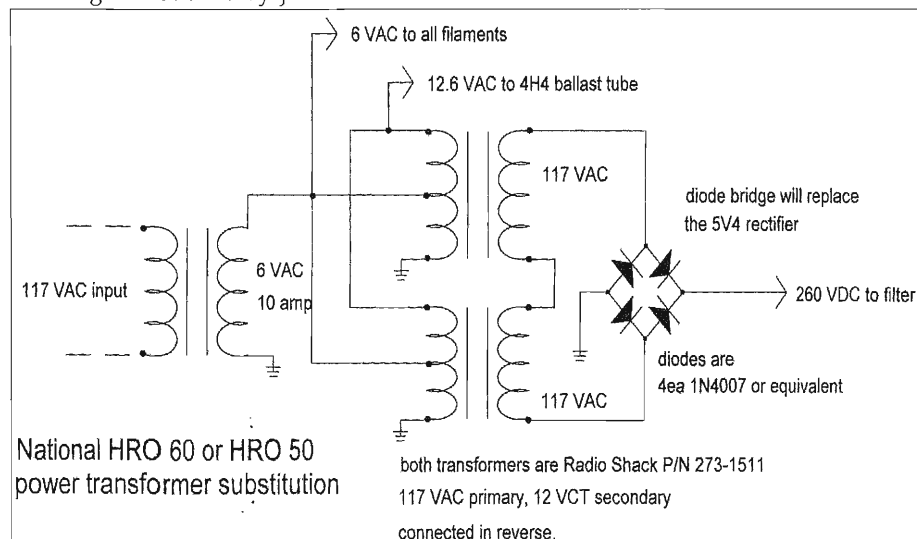 6 VAC to all filaments
12.6 VAC to 4H4 ballast tube
117 VAC
diode bridge will replace
the 5V4 rectifier
117 VAC input
6 VAC
10 amp
260 VDC to filter
diodes are
4ea 1N4007 or equivalent
117 VAC
National HRO 60 or HRO 50
power transformer substitution
both transformers are Radio Shack P/N 273-1511
117 VAC primary, 12 VCT secondary
connected in reverse.